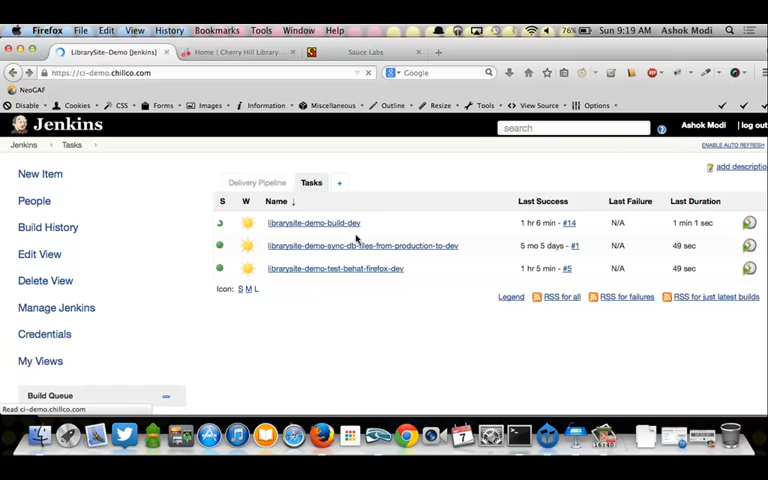 Firefox File Edit View History Bookmarks Tools Window Help 76% Sun 9:19 AM Ashok Modi
LibrarySite-Demo [Jenkins] × Home | Cherry Hill Library... × Sauce Labs × +
https://ci-demo.chillco.com Google
NeoGAF
Disable Cookies CSS Forms Images Information Miscellaneous Outline Resize Tools View Source Options
Jenkins search Ashok Modi | log out
Jenkins Tasks ENABLE AUTO REFRESH
New Item
People
Build History
Edit View
Delete View
Manage Jenkins
Credentials
My Views
Build Queue
add descriptio
Delivery Pipeline Tasks +
S W Name ↓ Last Success Last Failure Last Duration
librarysite-demo-build-dev 1 hr 6 min - #14 N/A 1 min 1 sec
librarysite-demo-sync-db-files-from-production-to-dev 5 mo 5 days - #1 N/A 49 sec
librarysite-demo-test-behat-firefox-dev 1 hr 5 min - #5 N/A 49 sec
Icon: S M L
Legend RSS for all RSS for failures RSS for just latest builds
Read ci-demo.chillco.com
7